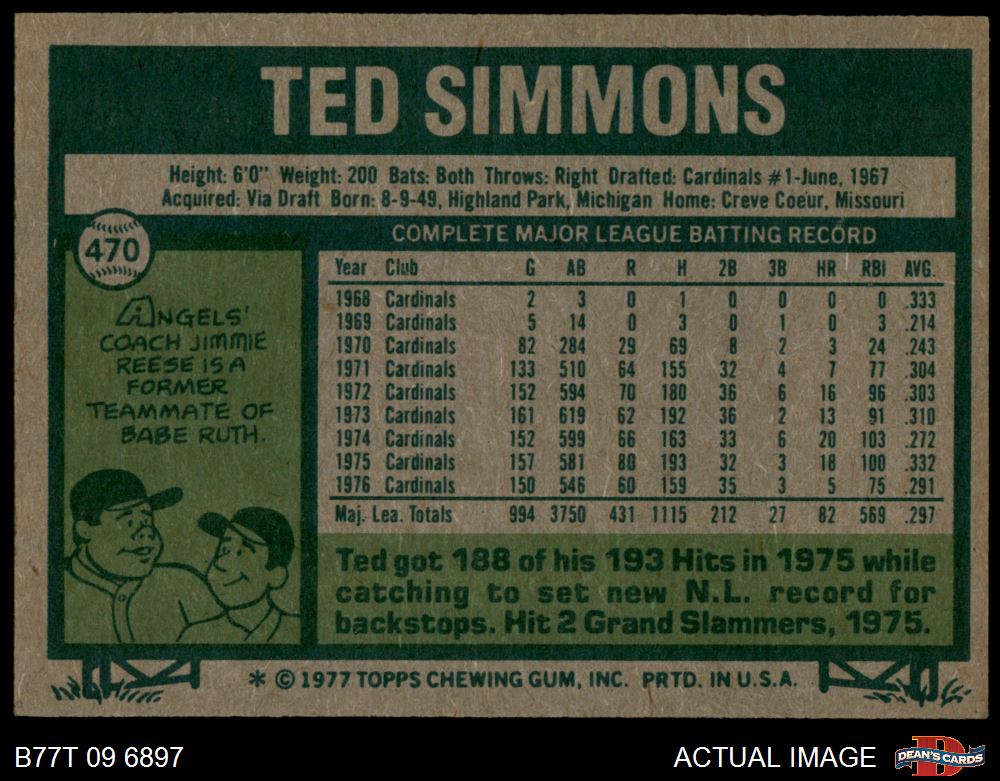 TED SIMMONS
Height: 6'0" Weight: 200 Bats: Both Throws: Right Drafted: Cardinals #1-June, 1967
Acquired: Via Draft Born: 8-9-49, Highland Park, Michigan Home: Creve Coeur, Missouri
470
ANGELS'
COACH JIMMIE
REESE IS A
FORMER
TEAMMATE OF
BABE RUTH.
COMPLETE MAJOR LEAGUE BATTING RECORD
Year Club G AB R H 2B 3B HR RBI AVG.
1968 Cardinals 2 3 0 1 0 0 0 0 .333
1969 Cardinals 5 14 0 3 0 1 0 3 .214
1970 Cardinals 82 284 29 69 8 2 3 24 .243
1971 Cardinals 133 510 64 155 32 4 7 77 .304
1972 Cardinals 152 594 70 180 36 6 16 96 .303
1973 Cardinals 161 619 62 192 36 2 13 91 .310
1974 Cardinals 152 599 66 163 33 6 20 103 .272
1975 Cardinals 157 581 80 193 32 3 18 100 .332
1976 Cardinals 150 546 60 159 35 3 5 75 .291
Maj. Lea. Totals 994 3750 431 1115 212 27 82 569 .297
Ted got 188 of his 193 Hits in 1975 while
catching to set new N.L. record for
backstops. Hit 2 Grand Slammers, 1975.
* © 1977 TOPPS CHEWING GUM, INC. PRTD. IN U.S.A.
B77T 09 6897
ACTUAL IMAGE
D
DEAN'S CARDS